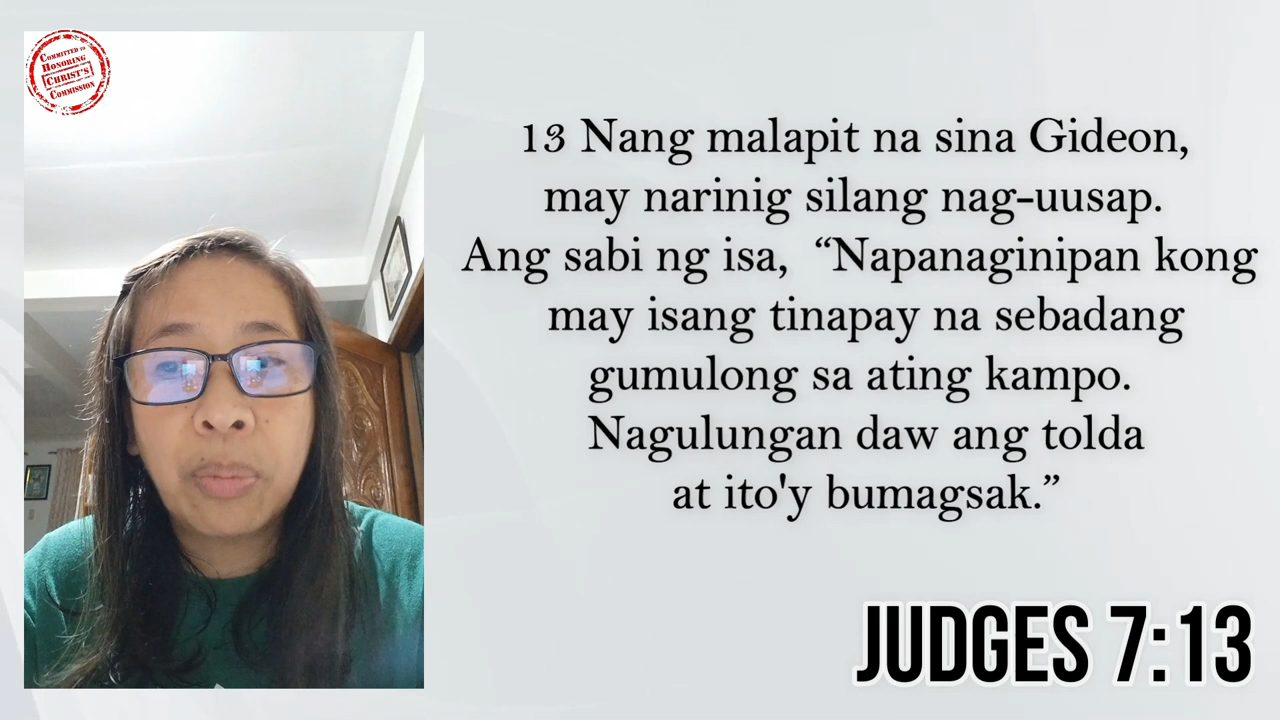 COMMITTED TO
HONORING
CHRIST'S
COMMISSION
13 Nang malapit na sina Gideon,
may narinig silang nag-uusap.
Ang sabi ng isa,  “Napanaginipan kong
may isang tinapay na sebadang
gumulong sa ating kampo.
Nagulungan daw ang tolda
at ito'y bumagsak.”
JUDGES 7:13